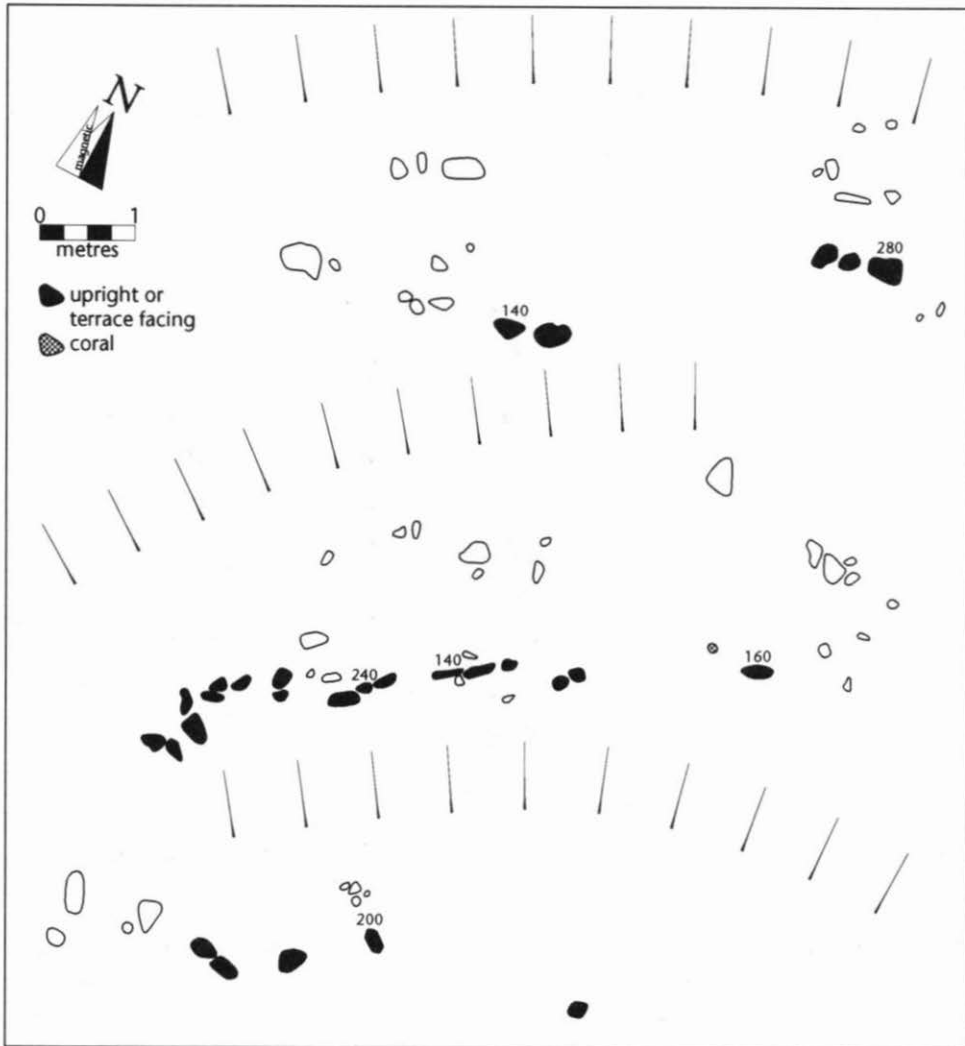 N
magnetic
0 1
metres
upright or
terrace facing
coral
280
140
160
140
240
200